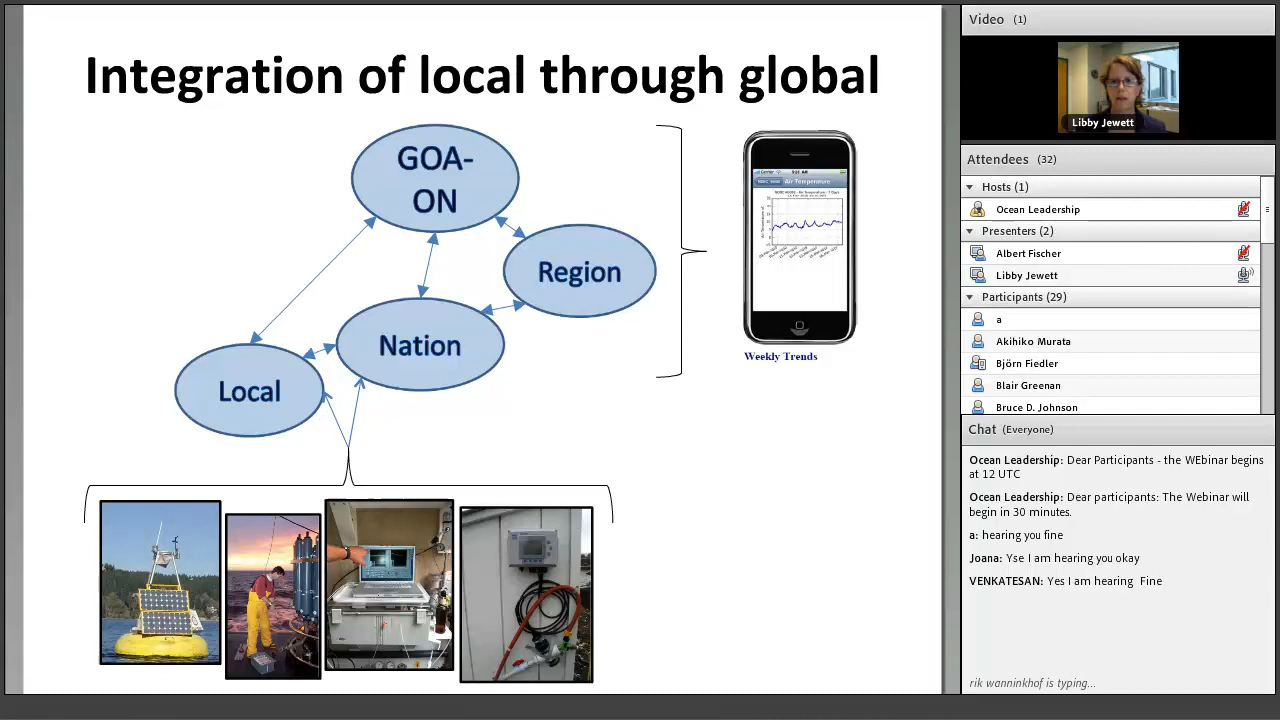 Integration of local through global
GOA-
ON
Region
Nation
Local
Air Temperature
Weekly Trends
Video (1)
Libby Jewett
Attendees (32)
Hosts (1)
Ocean Leadership
Presenters (2)
Albert Fischer
Libby Jewett
Participants (29)
a
Akihiko Murata
Björn Fiedler
Blair Greenan
Bruce D. Johnson
Chat (Everyone)
Ocean Leadership: Dear Participants - the WEbinar begins
at 12 UTC
Ocean Leadership: Dear participants: The Webinar will
begin in 30 minutes.
a: hearing you fine
Joana: Yse I am hearing you okay
VENKATESAN: Yes I am hearing Fine
rik wanninkhof is typing...